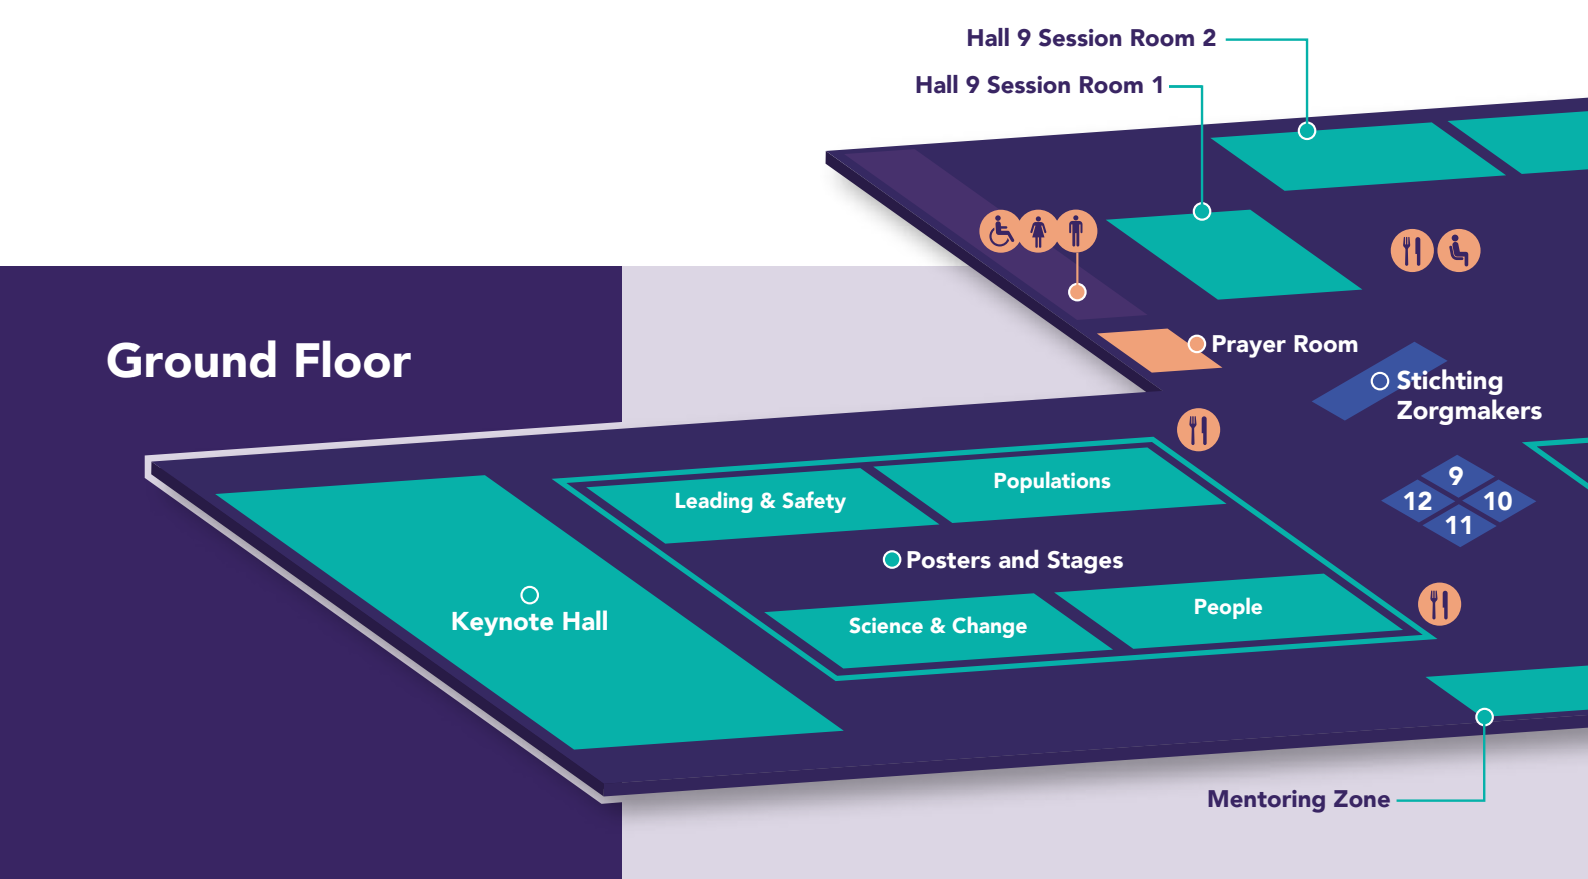 Hall 9 Session Room 2
Hall 9 Session Room 1
Ground Floor
Prayer Room
Stichting
Zorgmakers
Leading & Safety
Populations
9
12
10
11
Posters and Stages
Keynote Hall
Science & Change
People
Mentoring Zone